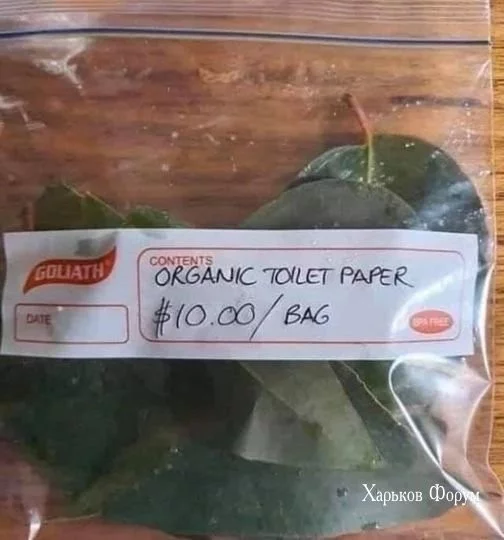 GOLIATH®
CONTENTS
ORGANIC TOILET PAPER
$10.00/BAG
DATE
BPA FREE
Харьков Форум